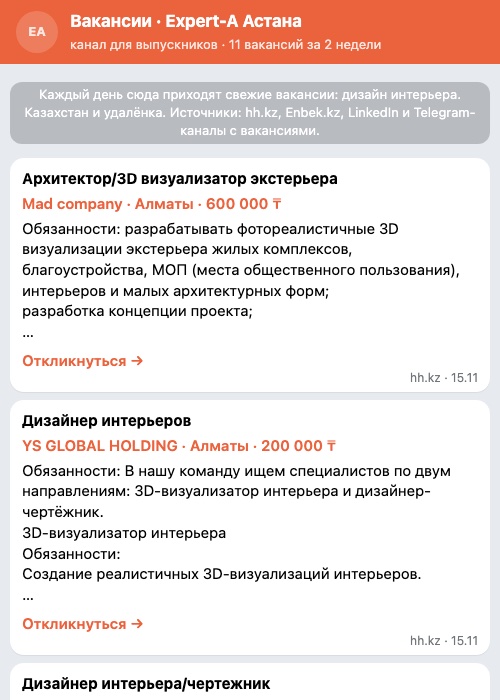 EA
Вакансии · Expert-A Астана
канал для выпускников · 11 вакансий за 2 недели
Каждый день сюда приходят свежие вакансии: дизайн интерьера.
Казахстан и удалёнка. Источники: hh.kz, Enbek.kz, LinkedIn и Telegram-
каналы с вакансиями.
Архитектор/3D визуализатор экстерьера
Mad company · Алматы · 600 000 ₸
Обязанности: разрабатывать фотореалистичные 3D
визуализации экстерьера жилых комплексов,
благоустройства, МОП (места общественного пользования),
интерьеров и малых архитектурных форм;
разработка концепции проекта;
...
Откликнуться →
hh.kz · 15.11
Дизайнер интерьеров
YS GLOBAL HOLDING · Алматы · 200 000 ₸
Обязанности: В нашу команду ищем специалистов по двум
направлениям: 3D-визуализатор интерьера и дизайнер-
чертёжник.
3D-визуализатор интерьера
Обязанности:
Создание реалистичных 3D-визуализаций интерьеров.
...
Откликнуться →
hh.kz · 15.11
Дизайнер интерьера/чертежник